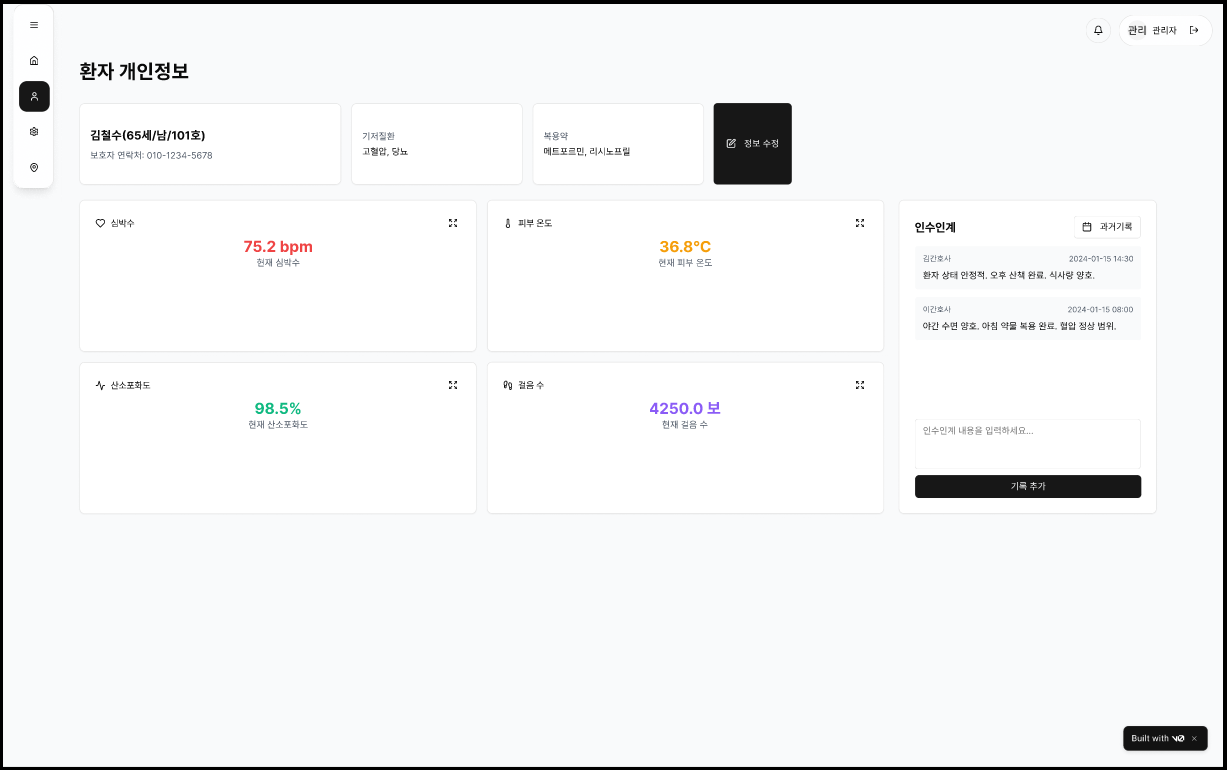 관리 관리자
환자 개인정보
김철수(65세/남/101호)
보호자 연락처: 010-1234-5678
기저질환
고혈압, 당뇨
복용약
메트포르민, 리시노프릴
정보 수정
심박수
75.2 bpm
현재 심박수
피부 온도
36.8°C
현재 피부 온도
산소포화도
98.5%
현재 산소포화도
걸음 수
4250.0 보
현재 걸음 수
인수인계
과거기록
김간호사 2024-01-15 14:30
환자 상태 안정적, 오후 산책 완료, 식사량 양호.
이간호사 2024-01-15 08:00
야간 수면 양호, 아침 약물 복용 완료, 혈압 정상 범위.
인수인계 내용을 입력하세요...
기록 추가
Built with v0